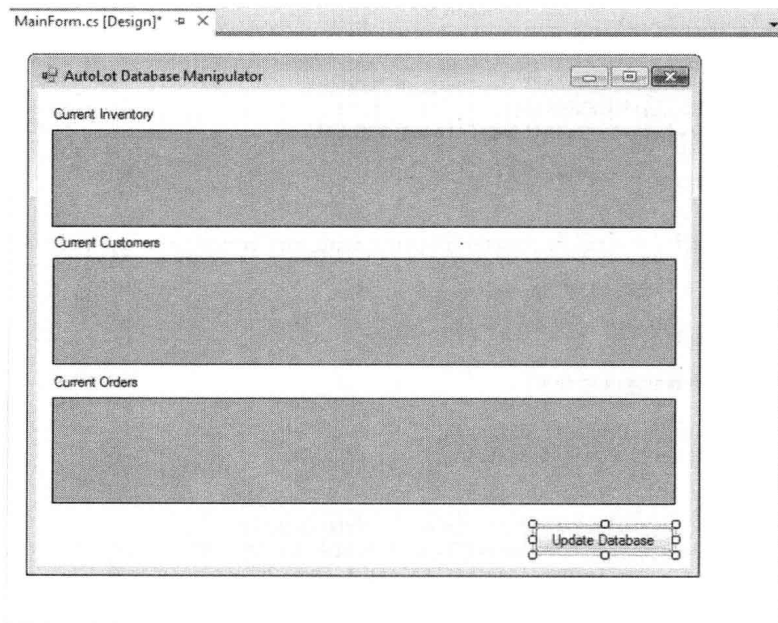 MainForm.cs [Design]*
AutoLot Database Manipulator
Current Inventory
Current Customers
Current Orders
Update Database